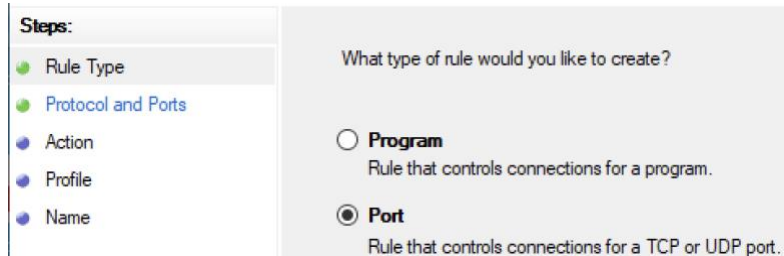 Steps:
Rule Type
Protocol and Ports
Action
Profile
Name
What type of rule would you like to create?
Program
Rule that controls connections for a program.
Port
Rule that controls connections for a TCP or UDP port.